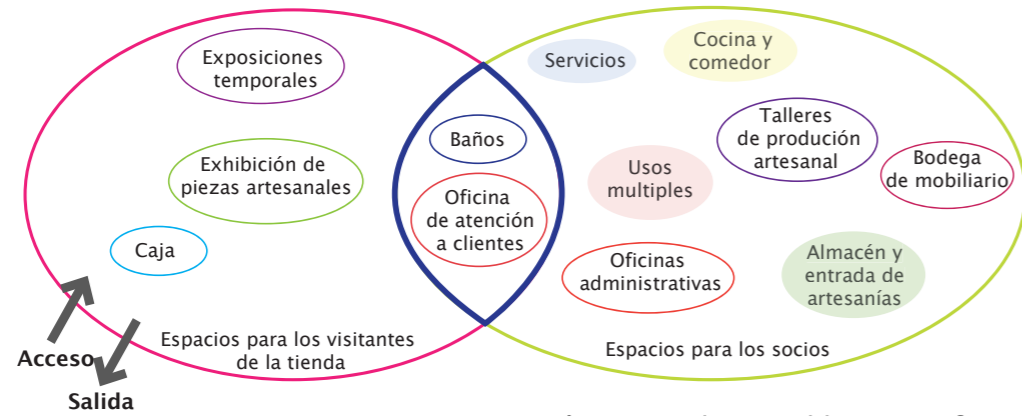 Exposiciones
temporales
Exhibición de
piezas artesanales
Caja
Acceso
Salida
Espacios para los visitantes
de la tienda
Baños
Oficina
de atención
a clientes
Servicios
Cocina y
comedor
Talleres
de produción
artesanal
Usos
multiples
Bodega
de mobiliario
Oficinas
administrativas
Almacén y
entrada de
artesanías
Espacios para los socios